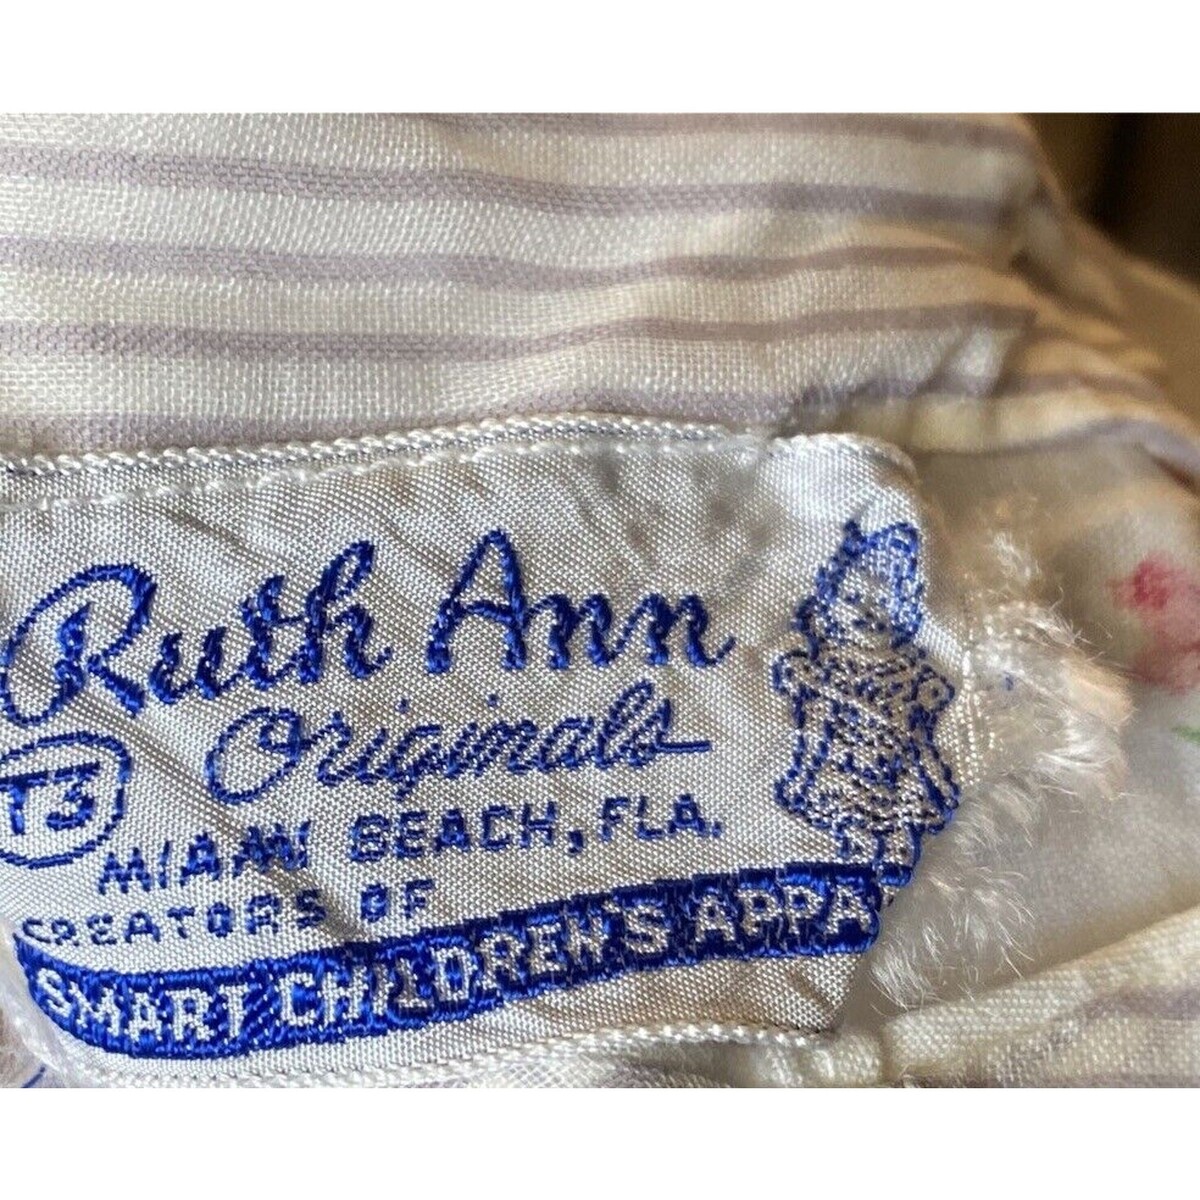 Ruth Ann
Originals
T3
MIAMI BEACH, FLA.
CREATORS OF
SMART CHILDREN'S APPA